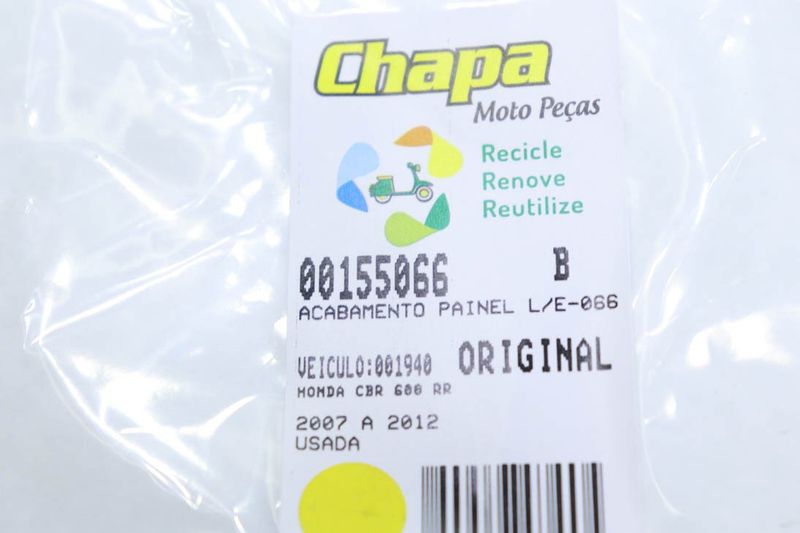 Chapa
Moto Peças
Recicle
Renove
Reutilize
00155066 B
ACABAMENTO PAINEL L/E-066
VEICULO:001940 ORIGINAL
HONDA CBR 600 RR
2007 A 2012
USADA